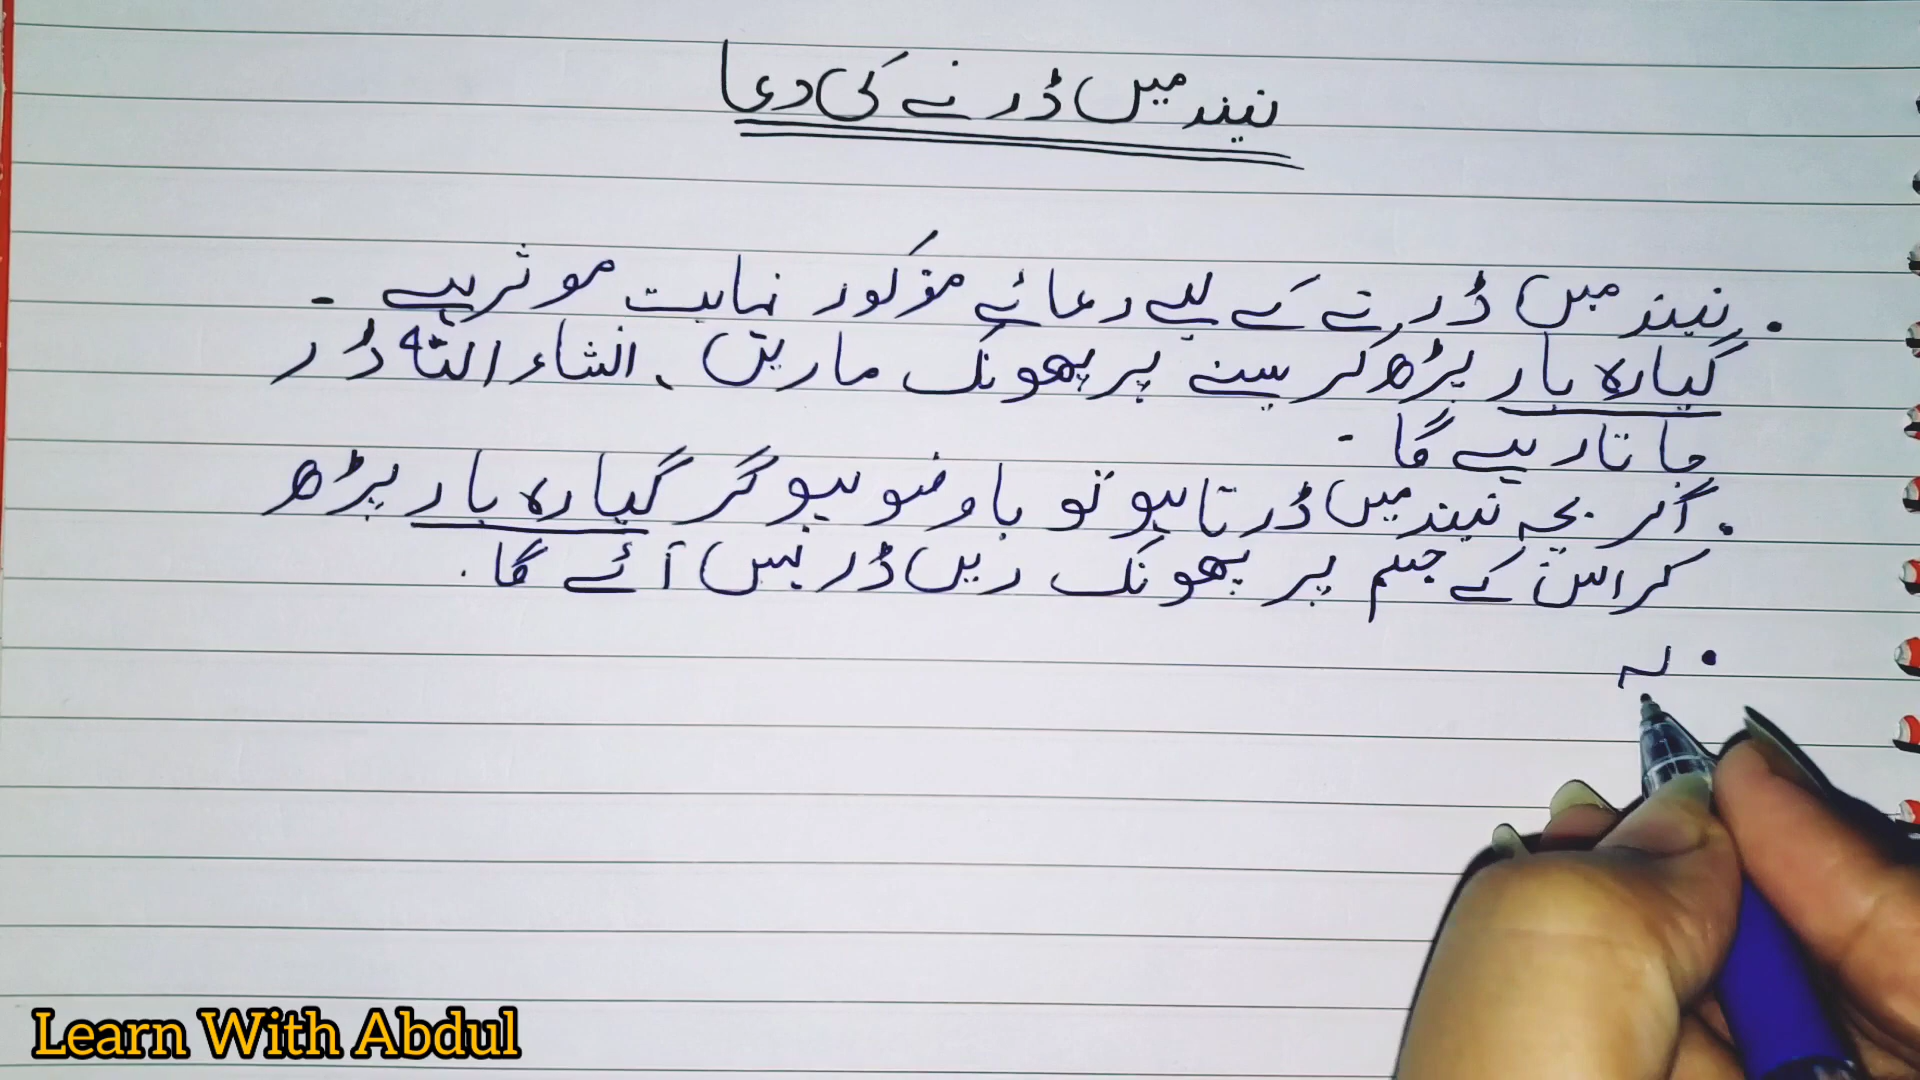 نیند میں ڈرنے کی دعا
• نیند میں ڈرنے کے لیے دعائے مذکور نہایت موثر ہے ۔
گیارہ بار پڑھ کر سینے پر پھونک ماریں ، انشاء اللہ ڈر
جاتا رہے گا ۔
• اگر بچہ نیند میں ڈرتا ہو تو باوضو ہو کر گیارہ بار پڑھ
کر اس کے جسم پر پھونک دیں ڈر نہیں آئے گا ۔
Learn With Abdul